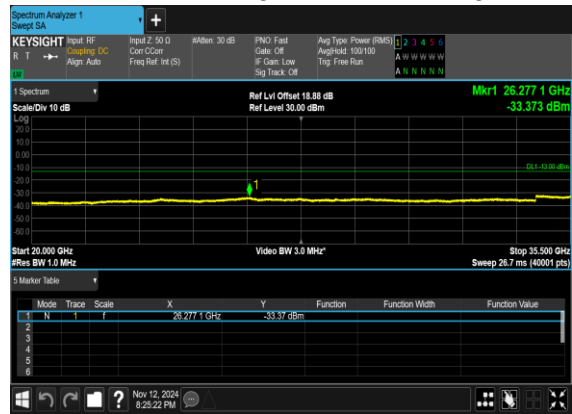 Spectrum Analyzer 1
Swept SA
+
KEYSIGHT Input: RF Input Z: 50 Ω #Atten: 30 dB PNO: Fast Avg Type: Power (RMS) 1 2 3 4 5 6
R T Coupling: DC Corr CCorr Gate: Off Avg|Hold: 100/100 A W W W W W
Align: Auto Freq Ref: Int (S) IF Gain: Low Trig: Free Run
Sig Track: Off A N N N N N
1 Spectrum
Scale/Div 10 dB Ref Lvl Offset 18.88 dB Mkr1 26.277 1 GHz
Ref Level 30.00 dBm -33.373 dBm
Log
20.0
10.0
0.00
-10.0 DL1 -13.00 dBm
-20.0
-30.0 1
-40.0
-50.0
-60.0
Start 20.000 GHz Video BW 3.0 MHz* Stop 35.500 GHz
#Res BW 1.0 MHz Sweep 26.7 ms (40001 pts)
5 Marker Table
Mode Trace Scale X Y Function Function Width Function Value
1 N 1 f 26.277 1 GHz -33.37 dBm
2
3
4
5
6
? Nov 12, 2024
8:25:22 PM